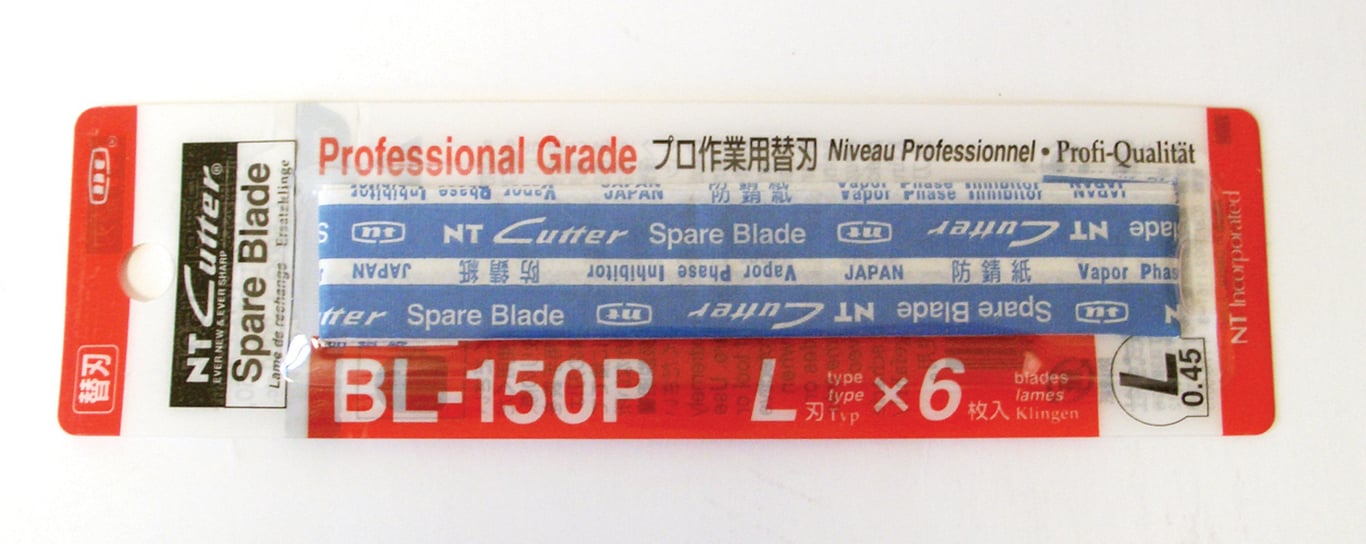 Professional Grade プロ作業用替刃 Niveau Professionnel • Profi-Qualität
NT Cutter®
EVER NEW & EVER SHARP
Spare Blade
Lame de rechange Ersatzklinge
替刃
JAPAN 防錆紙 Vapor Phase Inhibitor
NT Cutter Spare Blade NT Cutter
JAPAN 防錆紙 Vapor Phase Inhibitor JAPAN 防錆紙 Vapor Phas
tter Spare Blade NT Cutter Spare Blade
BL-150P L type type 刃 Typ ×6 枚入 blades lames Klingen
L 0.45
NT Incorporated